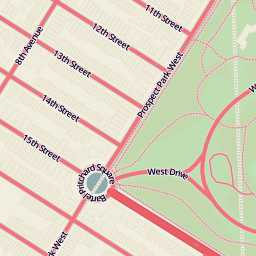 11th Street
12th Street
8th Avenue
13th Street
Prospect Park West
14th Street
15th Street
West Drive
Bartel Pritchard Square
rk West